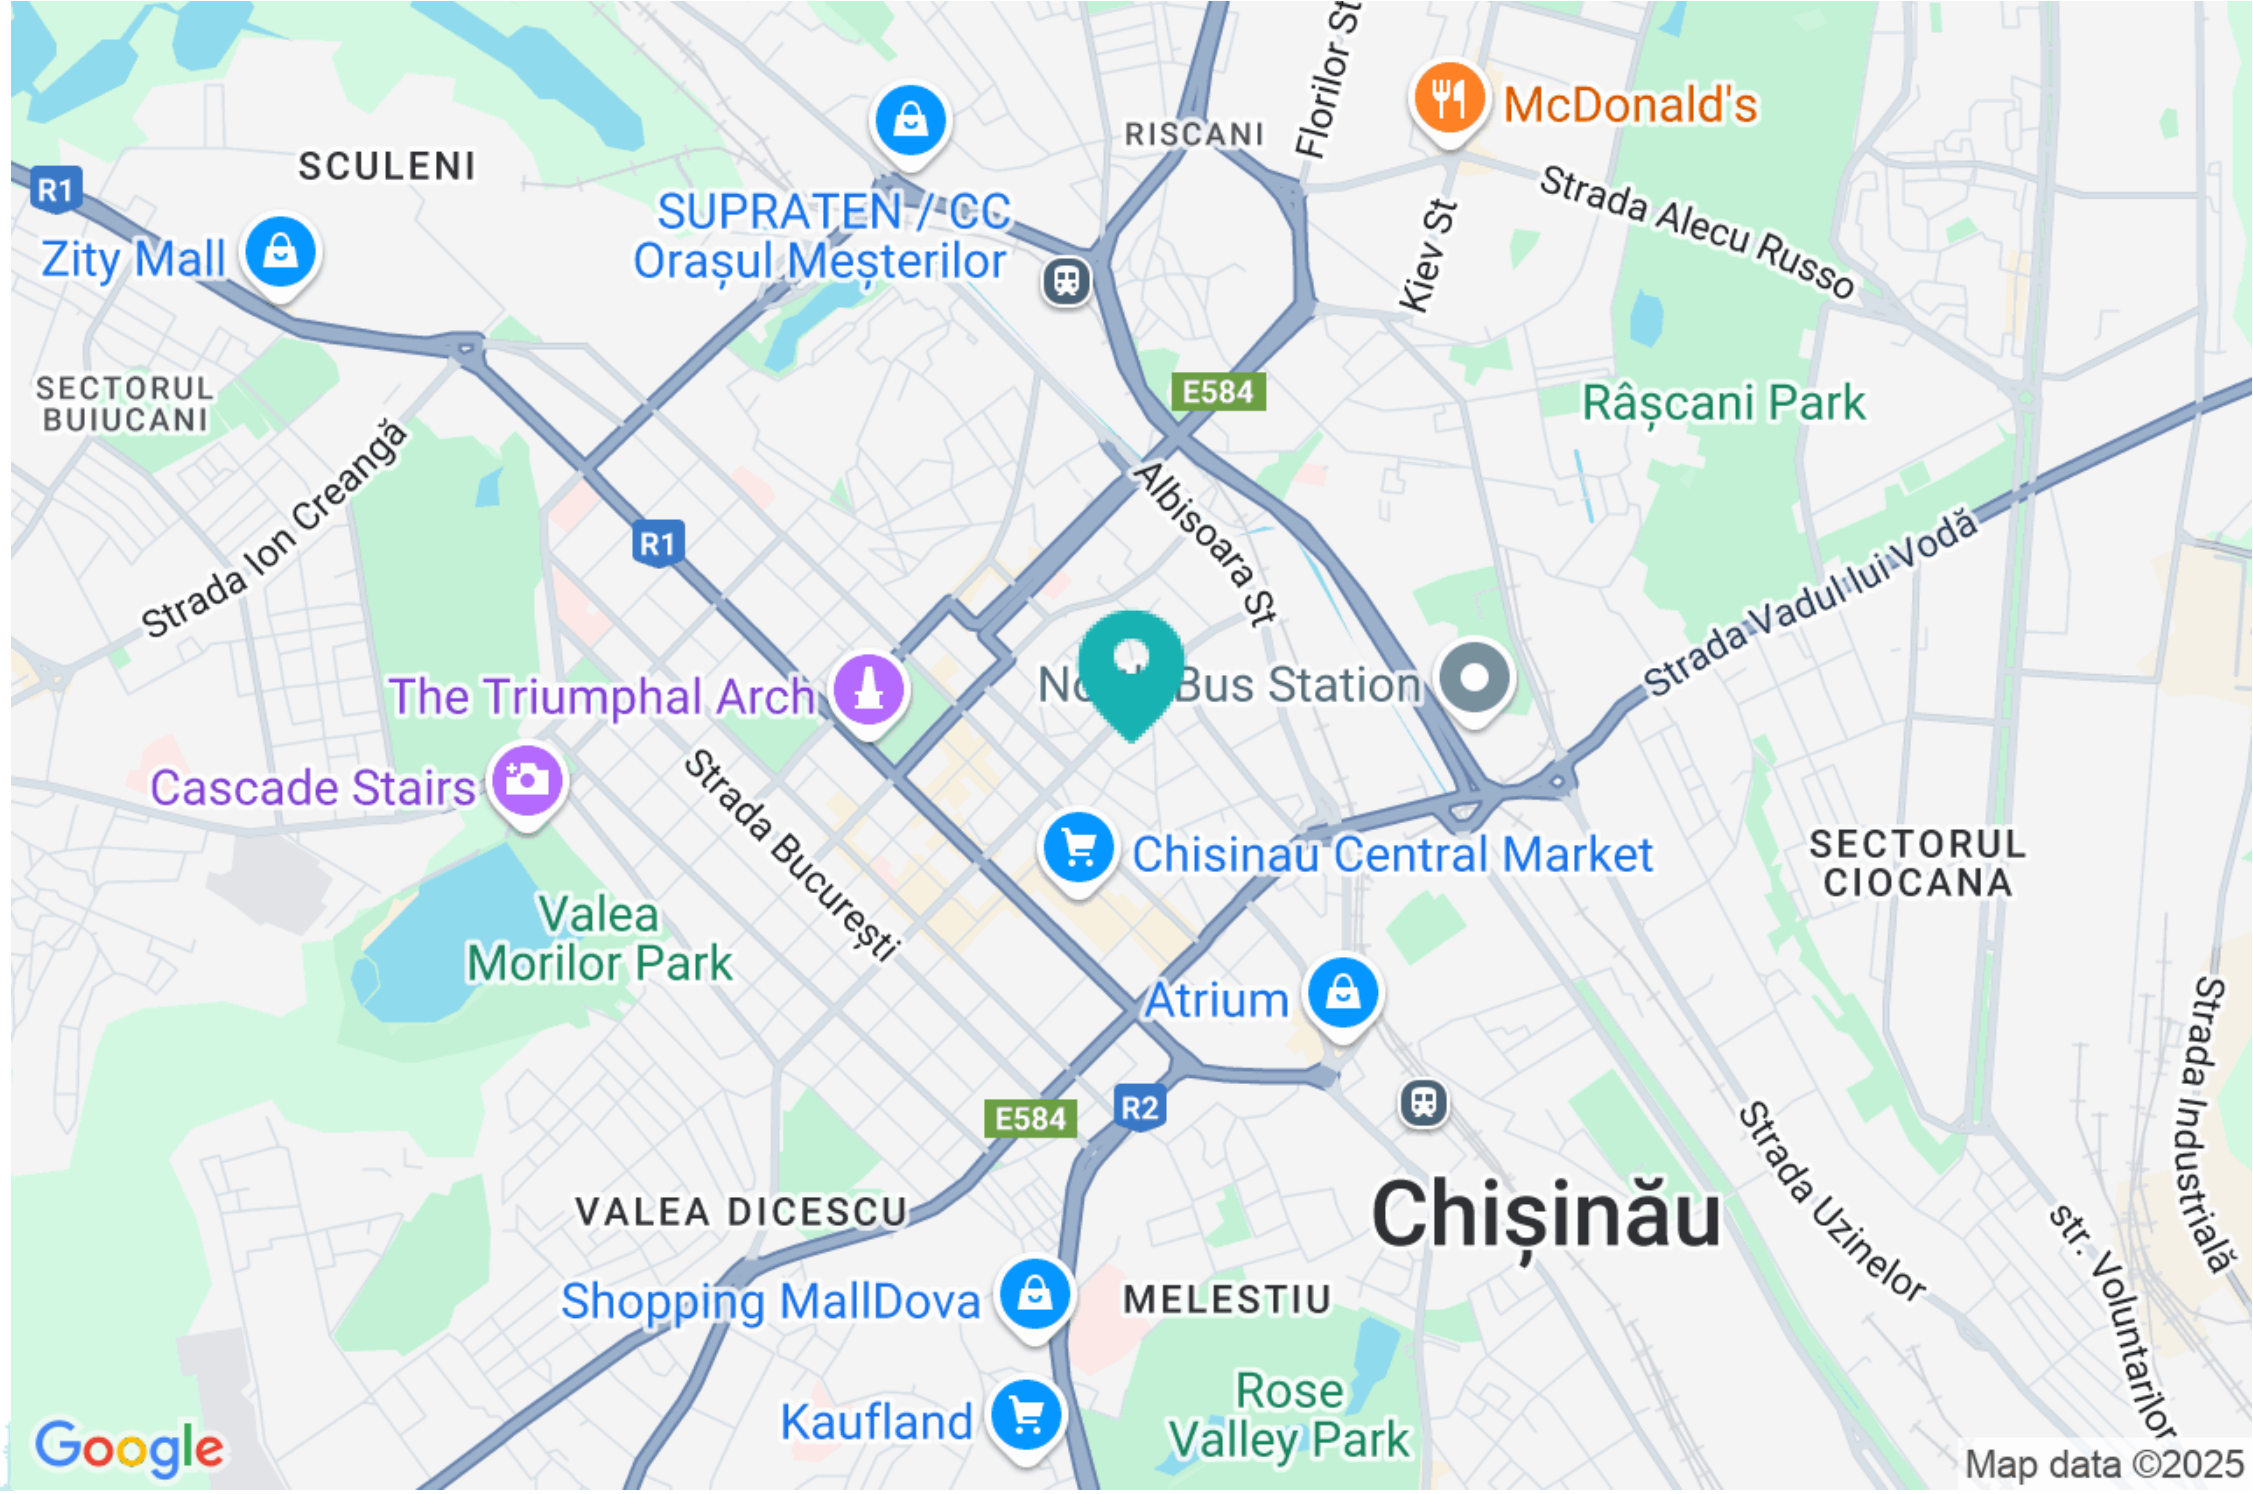 Florilor St
McDonald's
RISCANI
SCULENI
Strada Alecu Russo
R1
SUPRATEN / CC
Orașul Meșterilor
Zity Mall
Kiev St
E584
SECTORUL
BUIUCANI
Râșcani Park
Strada Ion Creangă
R1
Albisoara St
Strada Vadul lui Vodă
Bus Station
The Triumphal Arch
Cascade Stairs
Strada București
Chisinau Central Market
SECTORUL
CIOCANA
Valea
Morilor Park
Atrium
Strada Industrială
E584
R2
Strada Uzinelor
VALEA DICESCU
Chișinău
str. Voluntarilor
Shopping MallDova
MELESTIU
Rose
Valley Park
Kaufland
Google
Map data ©2025